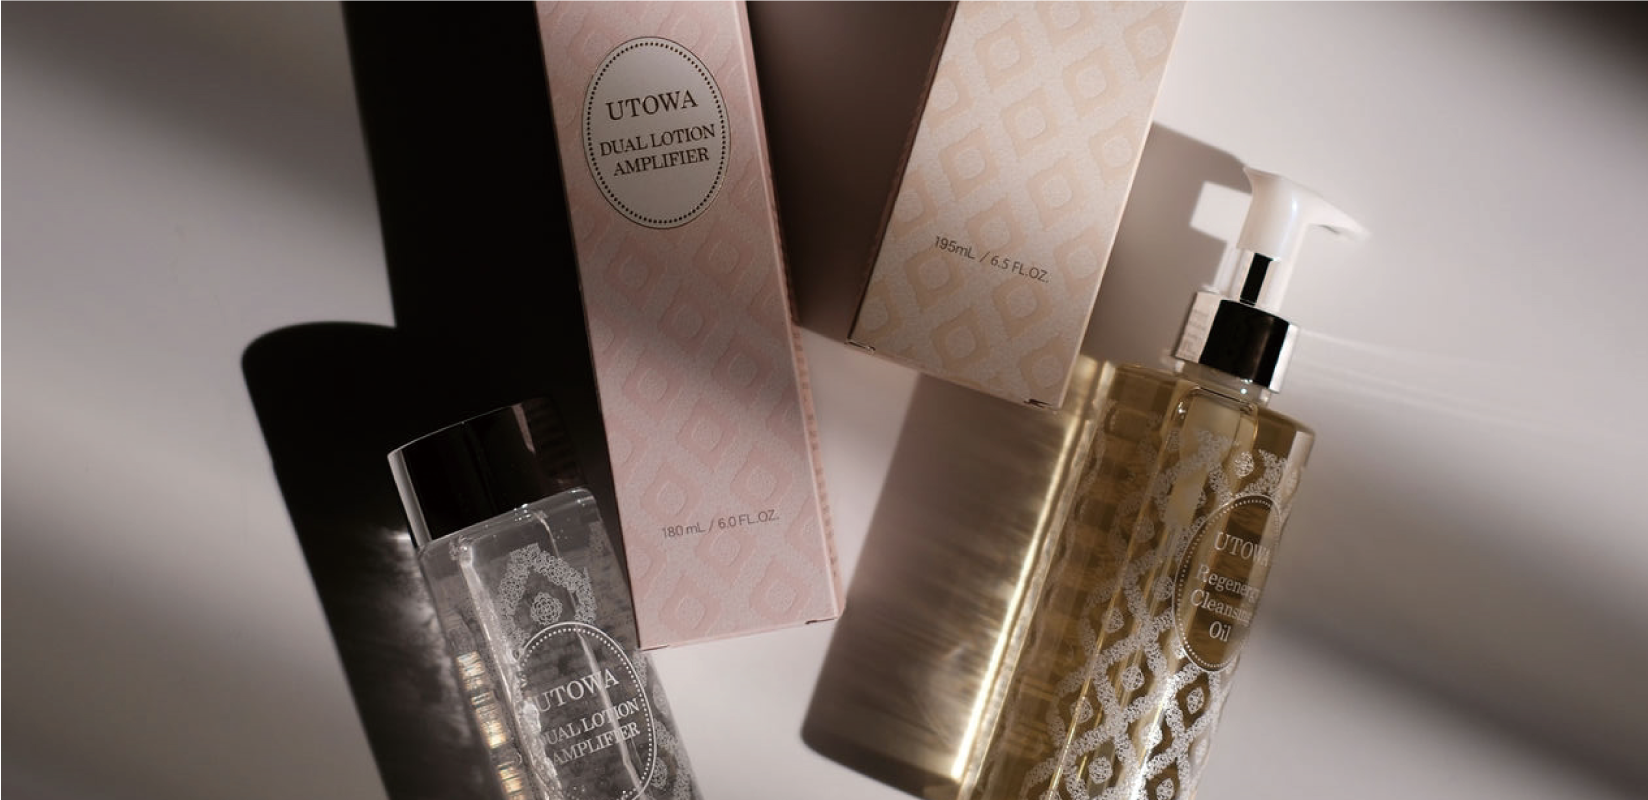 UTOWA
DUAL LOTION
AMPLIFIER
180 mL / 6.0 FL.OZ.
195mL / 6.5 FL.OZ.
UTOWA
DUAL LOTION
AMPLIFIER
UTOWA
Oil